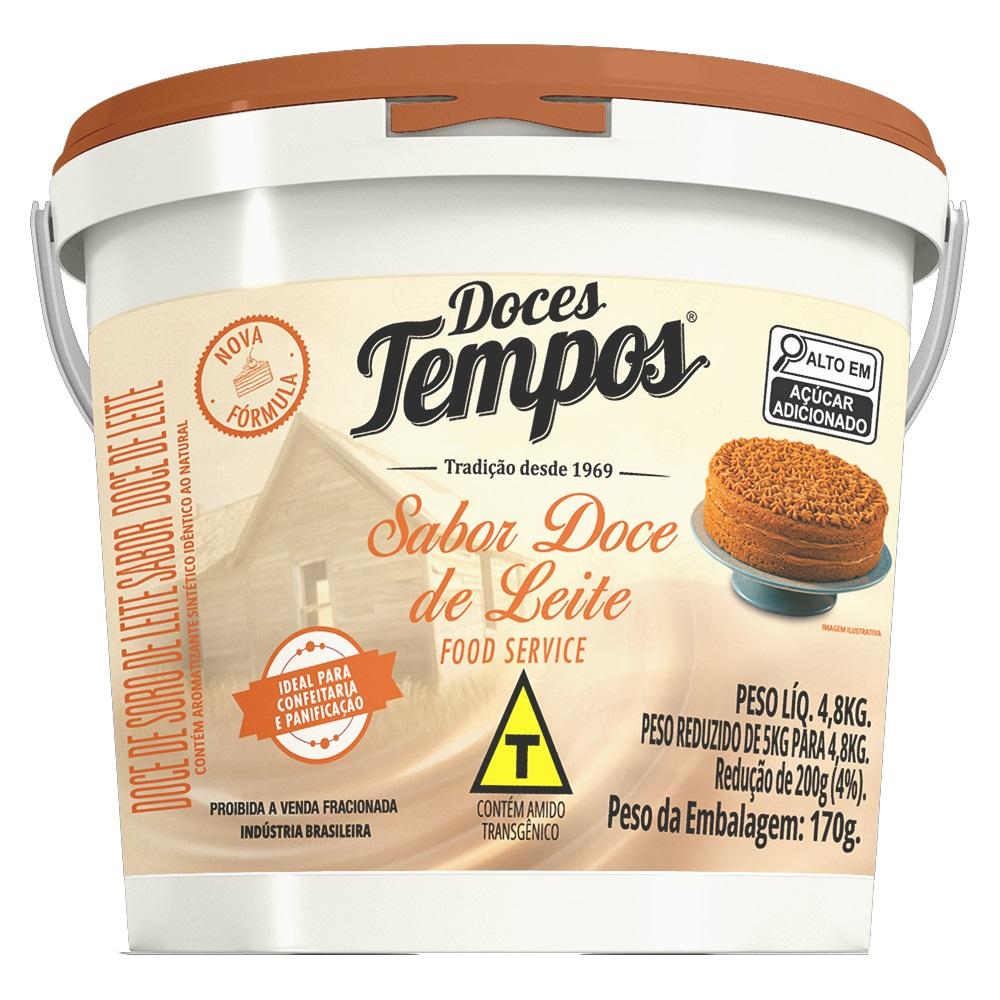 Doces
Tempos®
Tradição desde 1969
Sabor Doce
de Leite
FOOD SERVICE
NOVA
FÓRMULA
ALTO EM
AÇÚCAR
ADICIONADO
DOCE DE SORO DE LEITE SABOR DOCE DE LEITE
CONTÉM AROMATIZANTE SINTÉTICO IDÊNTICO AO NATURAL
IMAGEM ILUSTRATIVA
IDEAL PARA
CONFEITARIA
E PANIFICAÇÃO
T
CONTÉM AMIDO
TRANSGÊNICO
PROIBIDA A VENDA FRACIONADA
INDÚSTRIA BRASILEIRA
PESO LÍQ. 4,8KG.
PESO REDUZIDO DE 5KG PARA 4,8KG.
Redução de 200g (4%).
Peso da Embalagem: 170g.